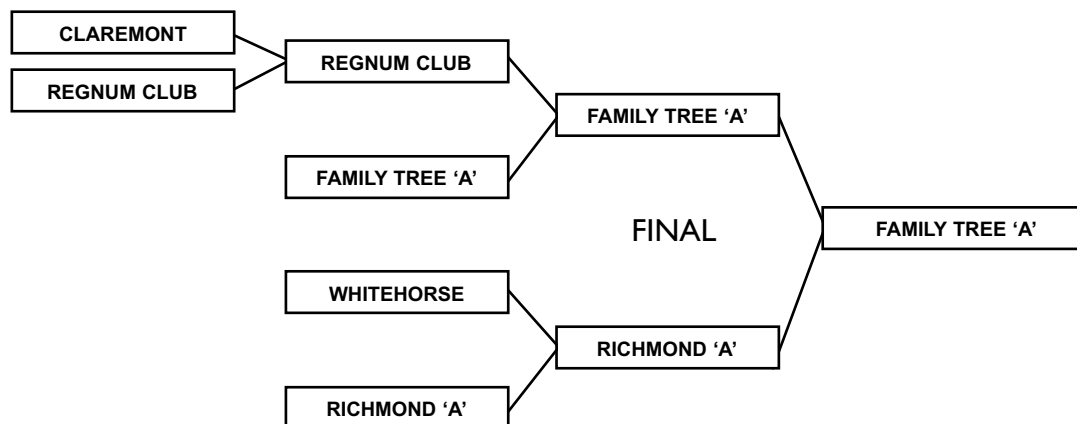 CLAREMONT
REGNUM CLUB
REGNUM CLUB
FAMILY TREE ‘A’
FAMILY TREE ‘A’
FINAL
FAMILY TREE ‘A’
WHITEHORSE
RICHMOND ‘A’
RICHMOND ‘A’